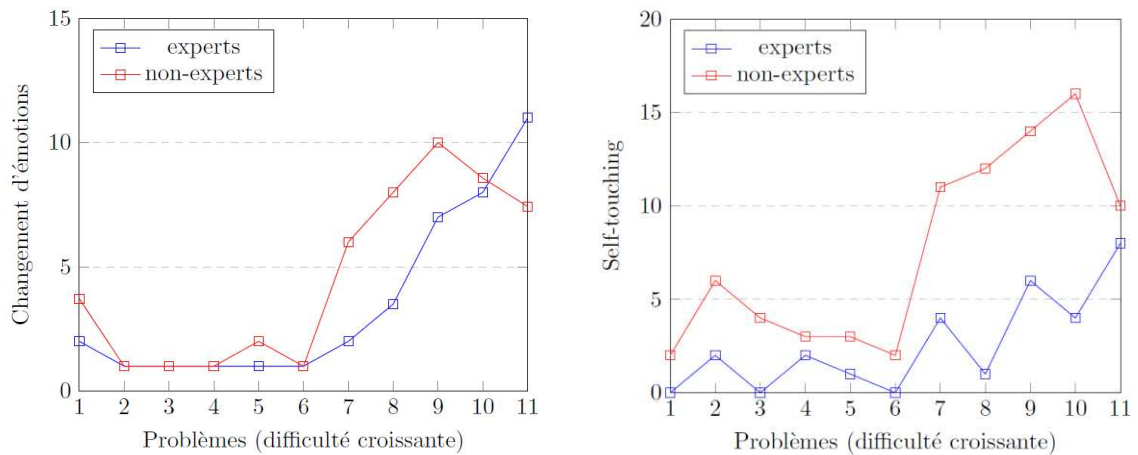 15
10
5
0
experts
non-experts
Changement d'émotions
1 2 3 4 5 6 7 8 9 10 11
Problèmes (difficulté croissante)
20
15
10
5
0
experts
non-experts
Self-touching
1 2 3 4 5 6 7 8 9 10 11
Problèmes (difficulté croissante)